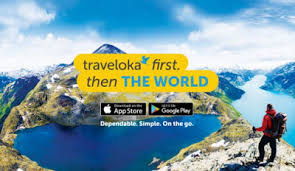 traveloka first.
then THE WORLD
Download on the App Store
GET IT ON Google Play
Dependable. Simple. On the go.